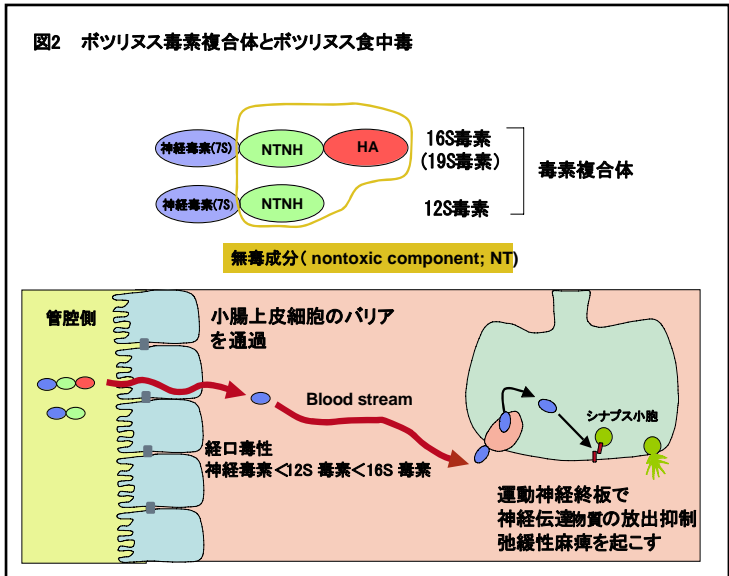 図2　ボツリヌス毒素複合体とボツリヌス食中毒
神経毒素(7S)
NTNH
HA
16S毒素
(19S毒素)
毒素複合体
神経毒素(7S)
NTNH
12S毒素
無毒成分( nontoxic component; NT)
管腔側
小腸上皮細胞のバリア
を通過
Blood stream
シナプス小胞
経口毒性
神経毒素<12S 毒素<16S 毒素
運動神経終板で
神経伝達物質の放出抑制
弛緩性麻痺を起こす